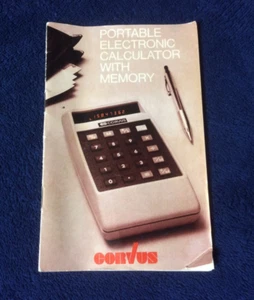 PORTABLE
ELECTRONIC
CALCULATOR
WITH
MEMORY
CORVUS